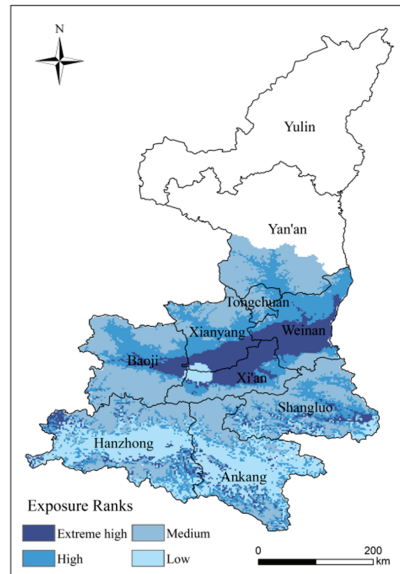 N
Yulin
Yan'an
Tongchuan
Xianyang
Weinan
Baoji
Xi'an
Shangluo
Hanzhong
Ankang
Exposure Ranks
Extreme high
Medium
High
Low
0
200
km